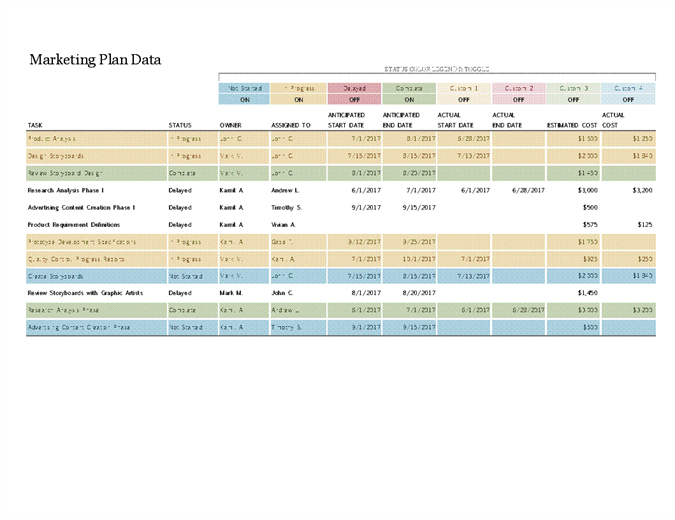 Marketing Plan Data
STATUS COLOR LEGEND & TOGGLE
Not Started In Progress Delayed Complete Custom 1 Custom 2 Custom 3 Custom 4
ON ON OFF ON OFF OFF OFF OFF
TASK STATUS OWNER ASSIGNED TO ANTICIPATED START DATE ANTICIPATED END DATE ACTUAL START DATE ACTUAL END DATE ESTIMATED COST ACTUAL COST
Product Analysis In Progress John C. John C. 7/1/2017 8/1/2017 6/28/2017 $1,500 $1,250
Design Storyboards In Progress Mark M. John C. 7/15/2017 8/15/2017 7/13/2017 $2,000 $1,840
Review Storyboard Design Complete Mark M. John C. 8/1/2017 8/20/2017 $1,450
Research Analysis Phase I Delayed Kamil A. Andrew L. 6/1/2017 7/1/2017 6/1/2017 6/28/2017 $3,000 $3,200
Advertising Content Creation Phase I Delayed Kamil A. Timothy S. 9/1/2017 9/15/2017 $500
Product Requirement Definitions Delayed Kamil A. Vivian A. $575 $125
Prototype Development Specifications In Progress Kamil A. Gabe T. 9/12/2017 9/25/2017 $1,750
Quality Control Progress Reports In Progress Mark M. Kamil A. 7/1/2017 10/1/2017 7/1/2017 $925 $250
Create Storyboards Not Started Mark M. John C. 7/15/2017 8/15/2017 7/13/2017 $2,000 $1,840
Review Storyboards with Graphic Artists Delayed Mark M. John C. 8/1/2017 8/20/2017 $1,450
Research Analysis Phase Complete Kamil A. Andrew L. 6/1/2017 7/1/2017 6/1/2017 6/28/2017 $3,000 $3,200
Advertising Content Creation Phase Not Started Kamil A. Timothy S. 9/1/2017 9/15/2017 $500